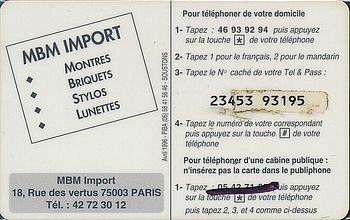 MBM IMPORT
MONTRES
BRIQUETS
STYLOS
LUNETTES
MBM Import
18, Rue des vertus 75003 PARIS
Tél. : 42 72 30 12
Avril 1996 - PIBA (05) 58 41 56 46 - SOUSTONS
Pour téléphoner de votre domicile
1- Tapez : 46 93 92 94 puis appuyez
sur la touche * de votre téléphone
2- Tapez 1 pour le français, 2 pour le mandarin
3- Tapez le N° caché de votre Tel & Pass :
23453 93195
4- Tapez le numéro de votre correspondant
puis appuyez sur la touche # de votre
téléphone
Pour téléphoner d'une cabine publique :
n'insérez pas la carte dans le publiphone
1- Tapez : 05 42 71 puis appuyez
sur la touche * de votre téléphone
puis tapez 2, 3, et 4 comme ci-dessus